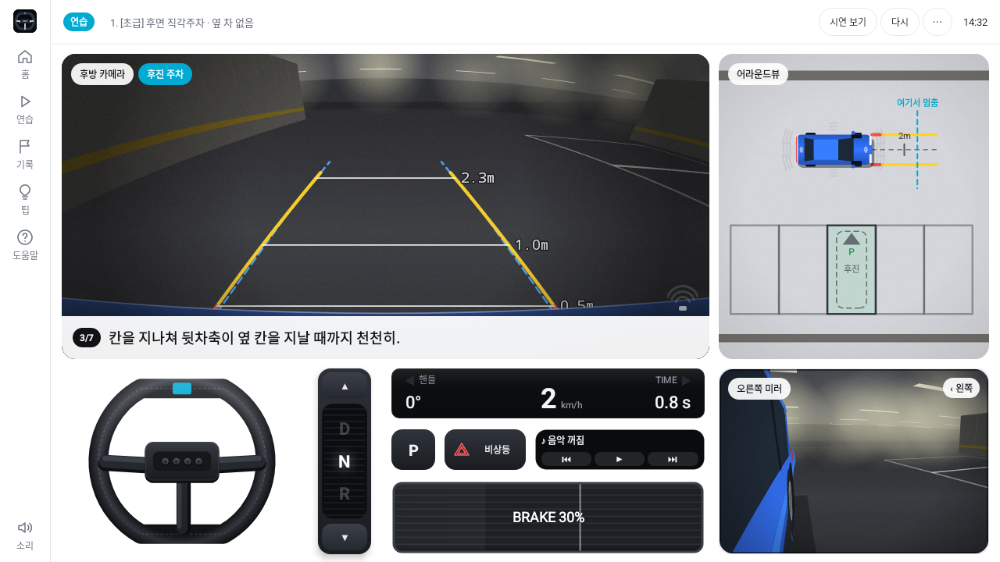 연습
1. [초급] 후면 직각주차 · 옆 차 없음
시연 보기
다시
···
14:32
홈
연습
기록
팁
도움말
소리
후방 카메라
후진 주차
2.3m
1.0m
0.5m
3/7
칸을 지나쳐 뒷차축이 옆 칸을 지날 때까지 천천히.
어라운드뷰
여기서 멈춤
2m
P
후진
D
N
R
핸들
TIME
0°
2 km/h
0.8 s
P
비상등
♪ 음악 꺼짐
BRAKE 30%
오른쪽 미러
‹ 왼쪽